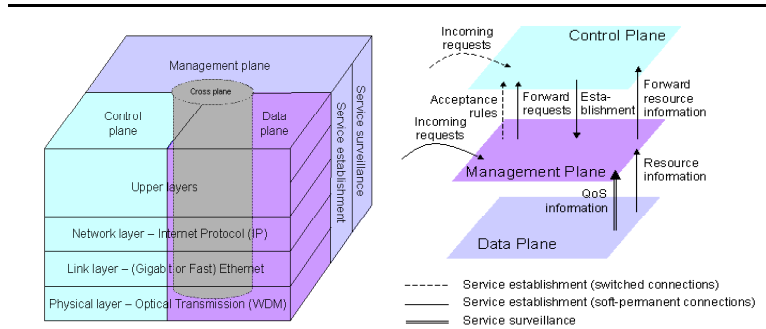 Management plane
Cross plane
Control
plane
Data
plane
Service establishment
Service surveillance
Upper layers
Network layer – Internet Protocol (IP)
Link layer – (Gigabit or Fast) Ethernet
Physical layer – Optical Transmission (WDM)
Incoming
requests
Control Plane
Acceptance
rules
Forward
requests
Esta-
blishment
Forward
resource
information
Incoming
requests
Management Plane
Resource
information
QoS
information
Data Plane
Service establishment (switched connections)
Service establishment (soft-permanent connections)
Service surveillance